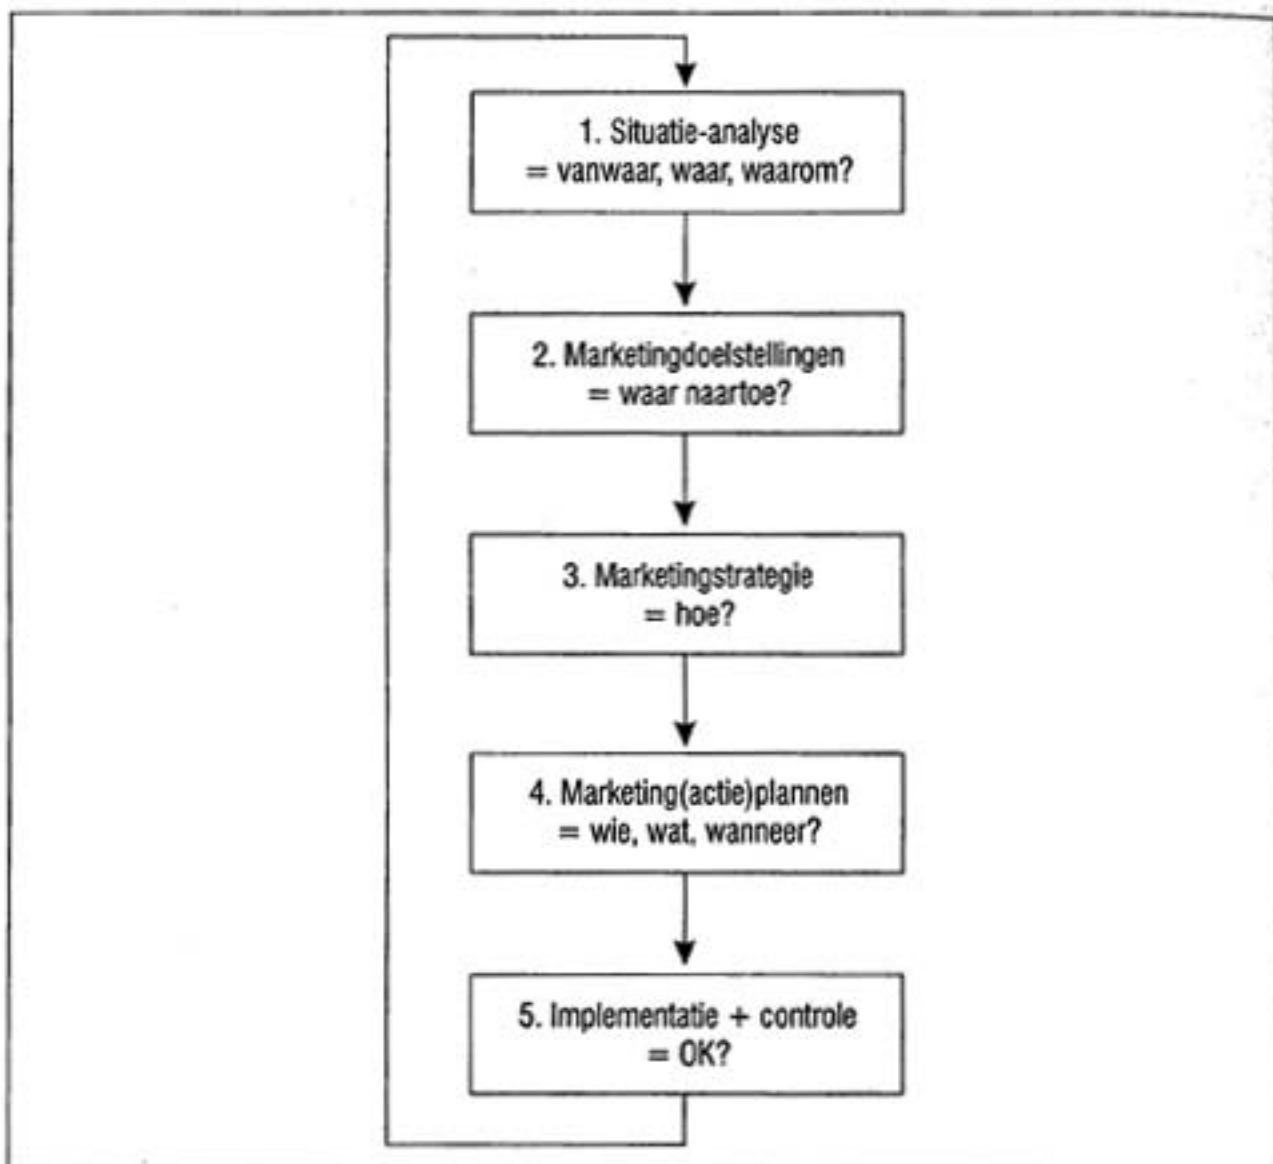 1. Situatie-analyse
= vanwaar, waar, waarom?
2. Marketingdoelstellingen
= waar naartoe?
3. Marketingstrategie
= hoe?
4. Marketing(actie)plannen
= wie, wat, wanneer?
5. Implementatie + controle
= OK?